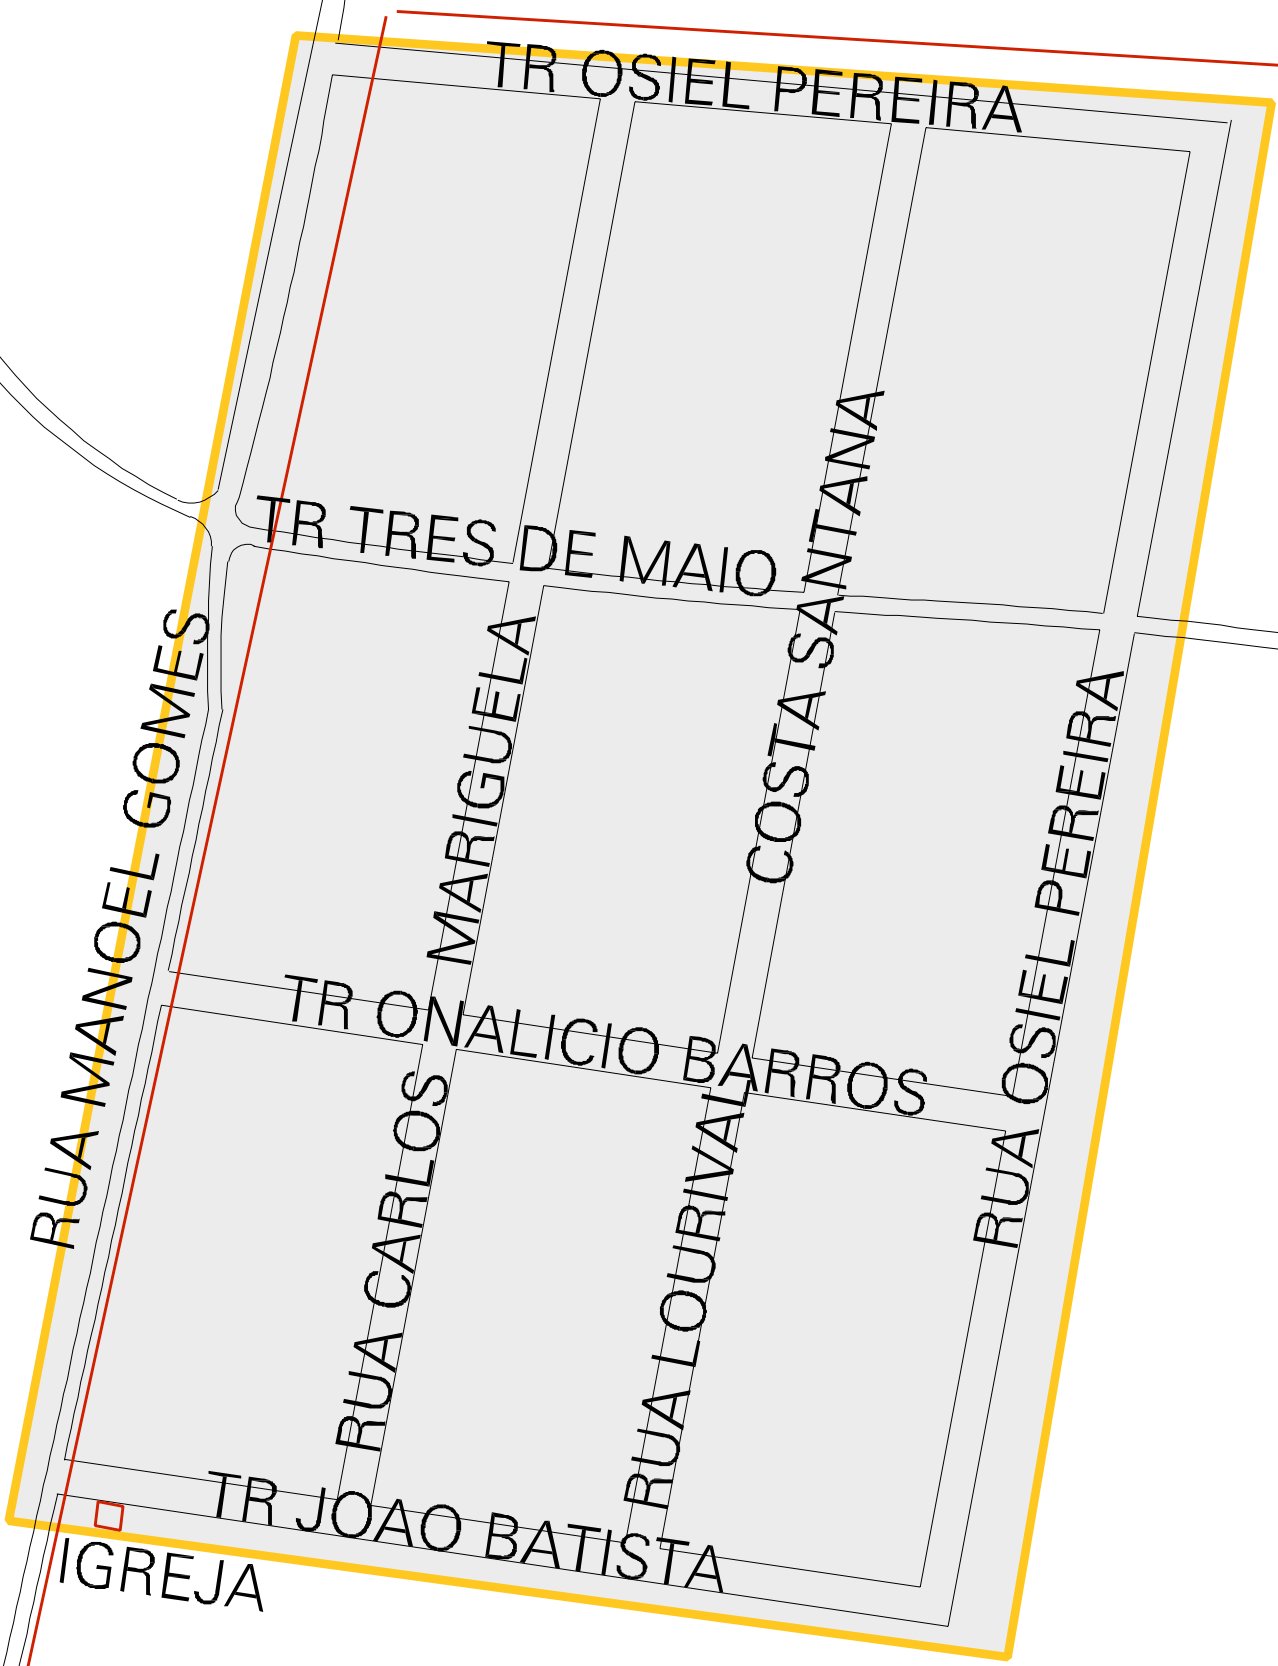 TR OSIEL PEREIRA
TR TRES DE MAIO
RUA MANOEL GOMES
RUA CARLOS MARIGUELA
RUA LOURIVAL COSTA SANTANA
RUA OSIEL PEREIRA
TR ONALICIO BARROS
TR JOAO BATISTA
IGREJA